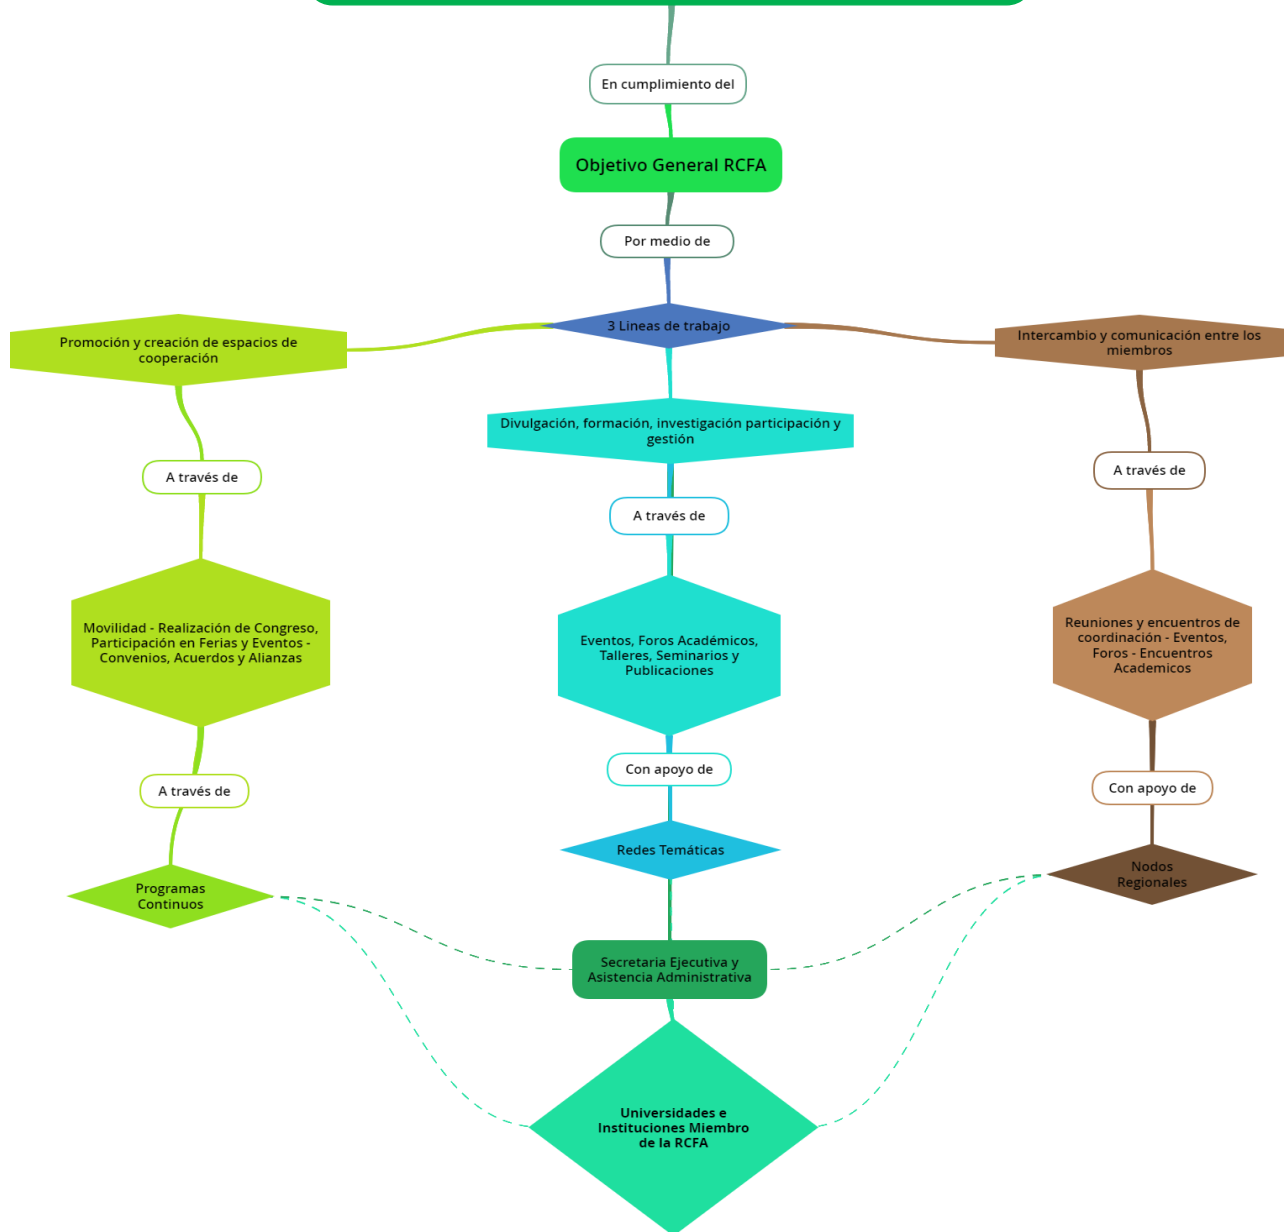 En cumplimiento del
Objetivo General RCFA
Por medio de
3 Lineas de trabajo
Promoción y creación de espacios de
cooperación
Intercambio y comunicación entre los
miembros
Divulgación, formación, investigación participación y
gestión
A través de
A través de
A través de
Movilidad - Realización de Congreso,
Participación en Ferias y Eventos -
Convenios, Acuerdos y Alianzas
Eventos, Foros Académicos,
Talleres, Seminarios y
Publicaciones
Reuniones y encuentros de
coordinación - Eventos,
Foros - Encuentros
Academicos
A través de
Con apoyo de
Con apoyo de
Programas
Continuos
Redes Temáticas
Nodos
Regionales
Secretaria Ejecutiva y
Asistencia Administrativa
Universidades e
Instituciones Miembro
de la RCFA